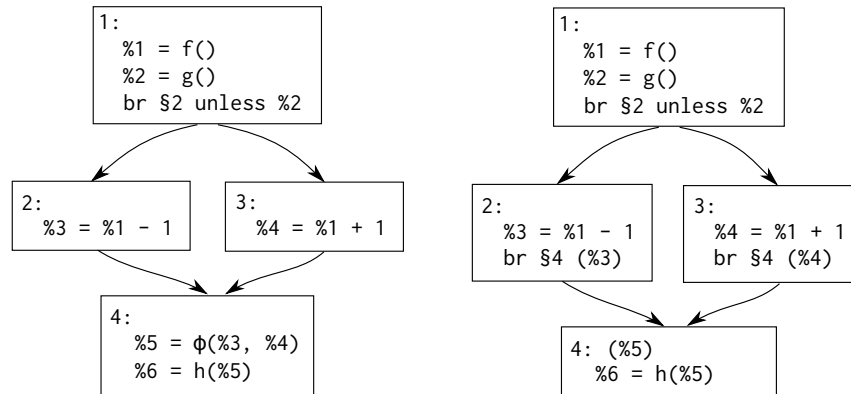 1:
%1 = f()
%2 = g()
br §2 unless %2
2:
%3 = %1 - 1
3:
%4 = %1 + 1
4:
%5 = ϕ(%3, %4)
%6 = h(%5)
1:
%1 = f()
%2 = g()
br §2 unless %2
2:
%3 = %1 - 1
br §4 (%3)
3:
%4 = %1 + 1
br §4 (%4)
4: (%5)
%6 = h(%5)